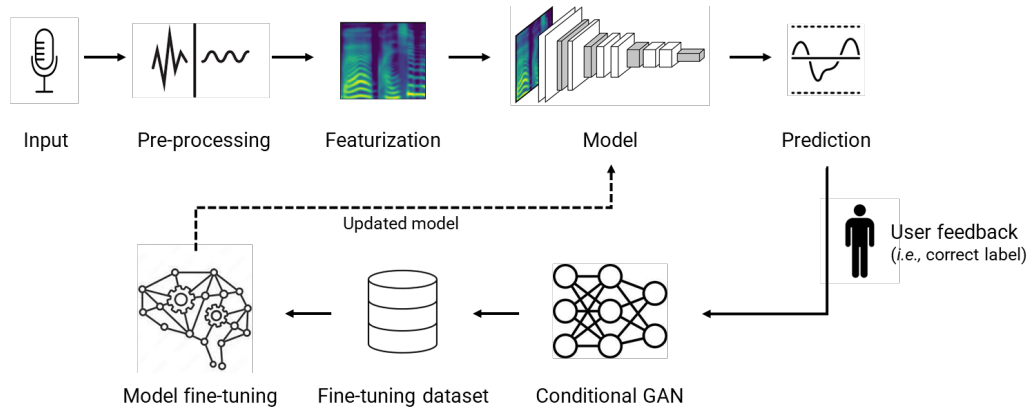 Input
Pre-processing
Featurization
Model
Prediction
Updated model
User feedback
(i.e., correct label)
Model fine-tuning
Fine-tuning dataset
Conditional GAN